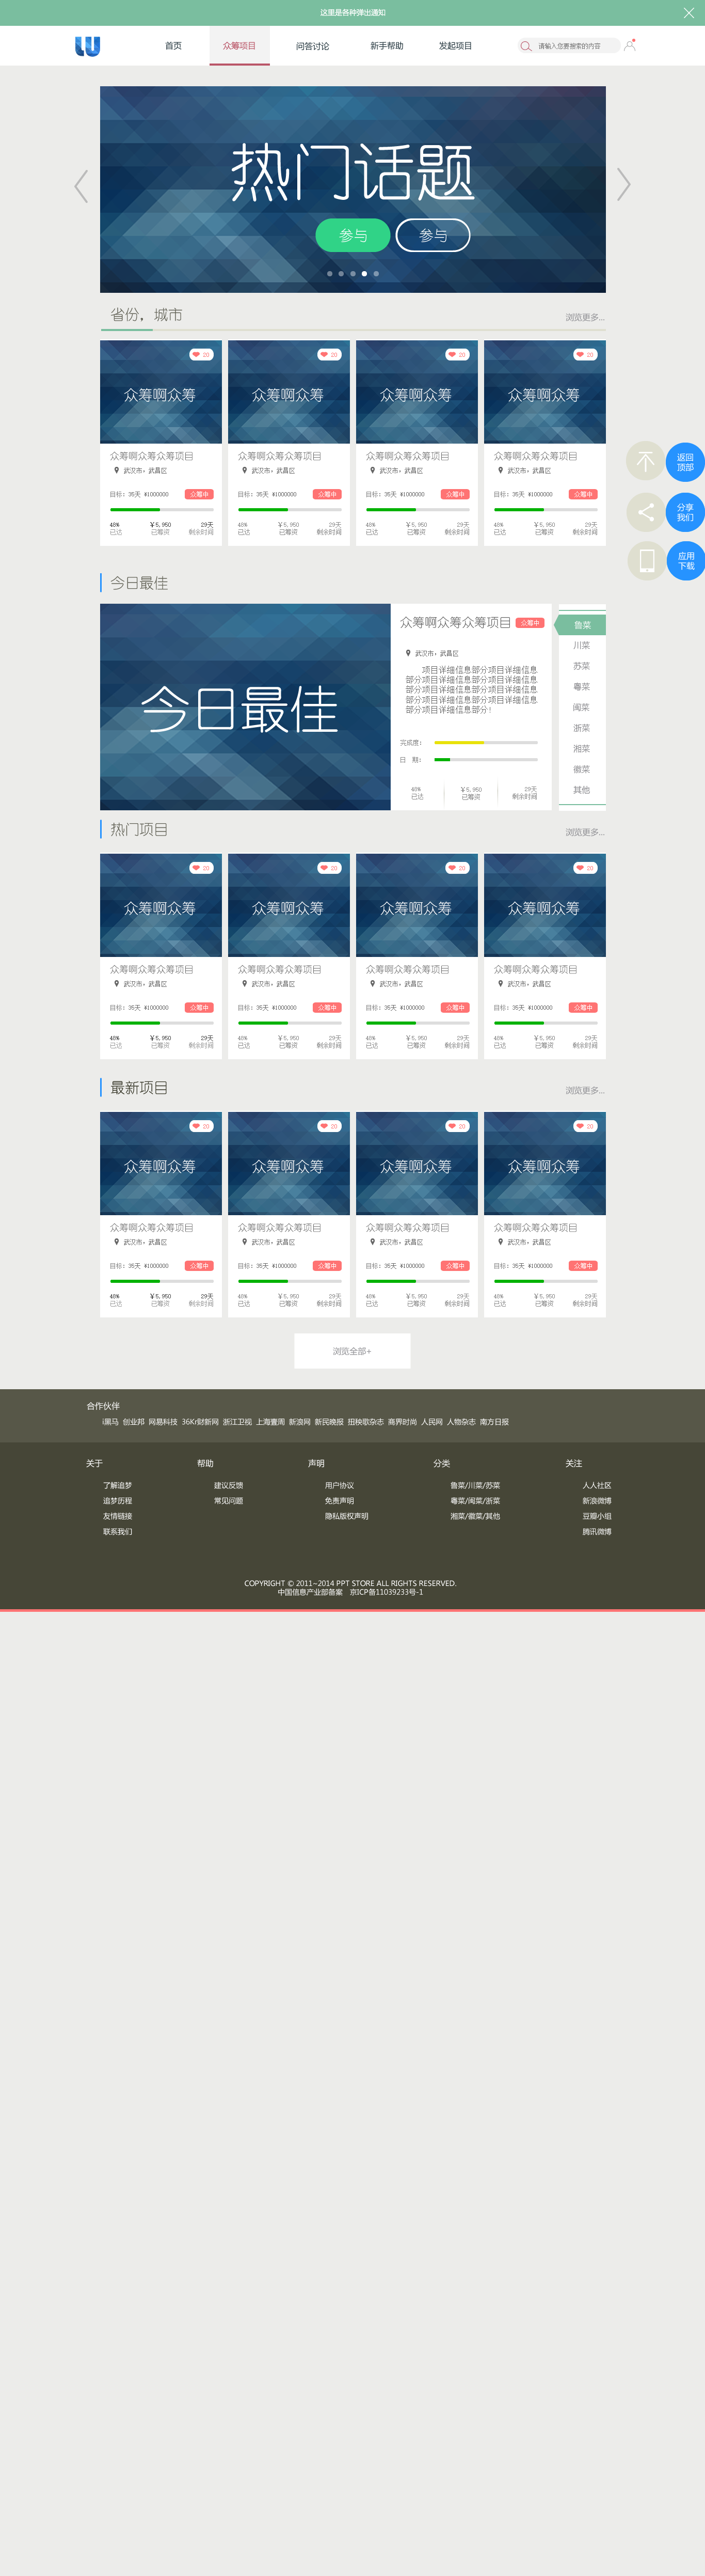 这里是各种弹出通知
首页 众筹项目 问答讨论 新手帮助 发起项目 请输入您要搜索的内容
热门话题
参与 参与
省份，城市 浏览更多...
20 20 20 20
众筹啊众筹 众筹啊众筹 众筹啊众筹 众筹啊众筹
众筹啊众筹众筹项目 众筹啊众筹众筹项目 众筹啊众筹众筹项目 众筹啊众筹众筹项目
武汉市，武昌区 武汉市，武昌区 武汉市，武昌区 武汉市，武昌区
目标：35天 ¥1000000 众筹中 目标：35天 ¥1000000 众筹中 目标：35天 ¥1000000 众筹中 目标：35天 ¥1000000 众筹中
48% ¥5,950 29天 48% ¥5,950 29天 48% ¥5,950 29天 48% ¥5,950 29天
已达 已筹资 剩余时间 已达 已筹资 剩余时间 已达 已筹资 剩余时间 已达 已筹资 剩余时间
返回
顶部
分享
我们
应用
下载
今日最佳
今日最佳
众筹啊众筹众筹项目 众筹中
武汉市，武昌区
项目详细信息部分项目详细信息
部分项目详细信息部分项目详细信息
部分项目详细信息部分项目详细信息
部分项目详细信息部分项目详细信息
部分项目详细信息部分！
完成度：
日 期：
48% ¥5,950 29天
已达 已筹资 剩余时间
鲁菜
川菜
苏菜
粤菜
闽菜
浙菜
湘菜
徽菜
其他
热门项目 浏览更多...
20 20 20 20
众筹啊众筹 众筹啊众筹 众筹啊众筹 众筹啊众筹
众筹啊众筹众筹项目 众筹啊众筹众筹项目 众筹啊众筹众筹项目 众筹啊众筹众筹项目
武汉市，武昌区 武汉市，武昌区 武汉市，武昌区 武汉市，武昌区
目标：35天 ¥1000000 众筹中 目标：35天 ¥1000000 众筹中 目标：35天 ¥1000000 众筹中 目标：35天 ¥1000000 众筹中
48% ¥5,950 29天 48% ¥5,950 29天 48% ¥5,950 29天 48% ¥5,950 29天
已达 已筹资 剩余时间 已达 已筹资 剩余时间 已达 已筹资 剩余时间 已达 已筹资 剩余时间
最新项目 浏览更多...
20 20 20 20
众筹啊众筹 众筹啊众筹 众筹啊众筹 众筹啊众筹
众筹啊众筹众筹项目 众筹啊众筹众筹项目 众筹啊众筹众筹项目 众筹啊众筹众筹项目
武汉市，武昌区 武汉市，武昌区 武汉市，武昌区 武汉市，武昌区
目标：35天 ¥1000000 众筹中 目标：35天 ¥1000000 众筹中 目标：35天 ¥1000000 众筹中 目标：35天 ¥1000000 众筹中
48% ¥5,950 29天 48% ¥5,950 29天 48% ¥5,950 29天 48% ¥5,950 29天
已达 已筹资 剩余时间 已达 已筹资 剩余时间 已达 已筹资 剩余时间 已达 已筹资 剩余时间
浏览全部+
合作伙伴
i黑马 创业邦 网易科技 36Kr财新网 浙江卫视 上海壹周 新浪网 新民晚报 扭秧歌杂志 商界时尚 人民网 人物杂志 南方日报
关于 帮助 声明 分类 关注
了解追梦 建议反馈 用户协议 鲁菜/川菜/苏菜 人人社区
追梦历程 常见问题 免责声明 粤菜/闽菜/浙菜 新浪微博
友情链接 隐私版权声明 湘菜/徽菜/其他 豆瓣小组
联系我们 腾讯微博
COPYRIGHT © 2011~2014 PPT STORE ALL RIGHTS RESERVED.
中国信息产业部备案 京ICP备11039233号-1